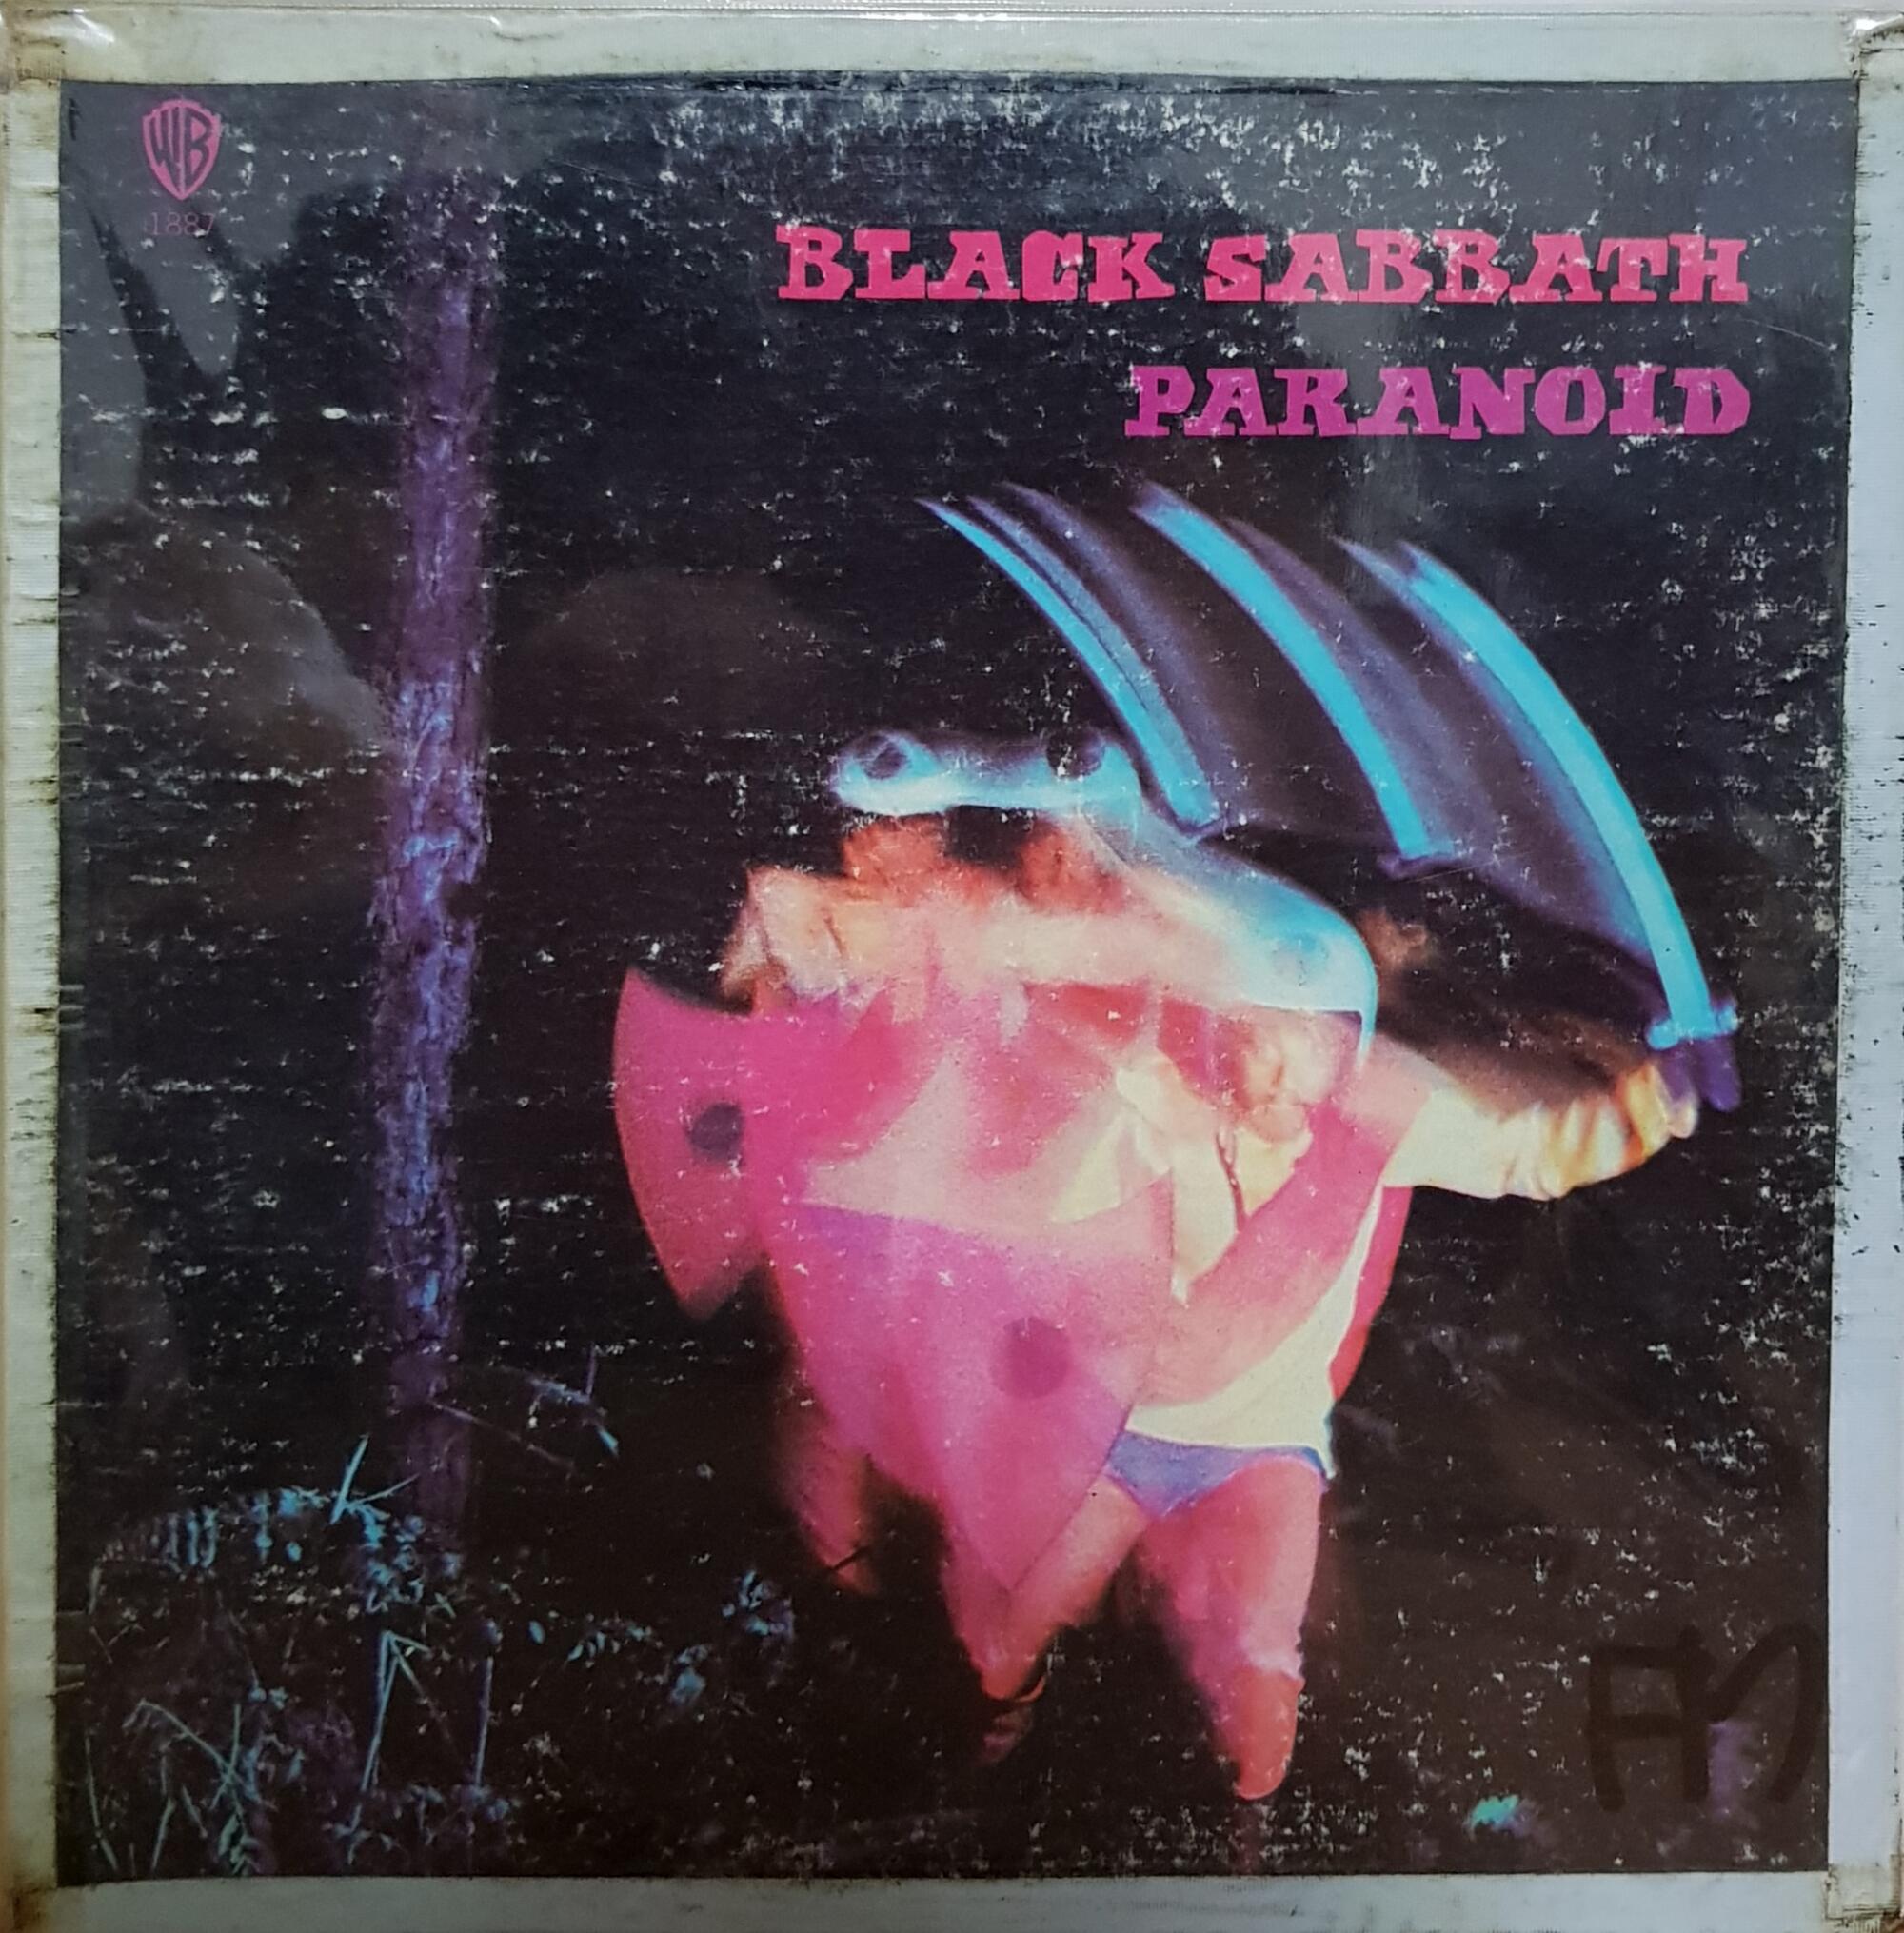 WB
1887
BLACK SABBATH
PARANOID